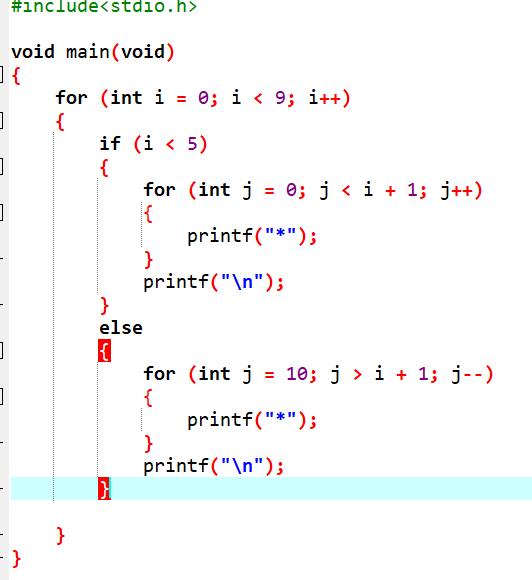 #include<stdio.h>
void main(void)
{
    for (int i = 0; i < 9; i++)
    {
        if (i < 5)
        {
            for (int j = 0; j < i + 1; j++)
            {
                printf("*");
            }
            printf("\n");
        }
        else
        {
            for (int j = 10; j > i + 1; j--)
            {
                printf("*");
            }
            printf("\n");
        }
    }
}